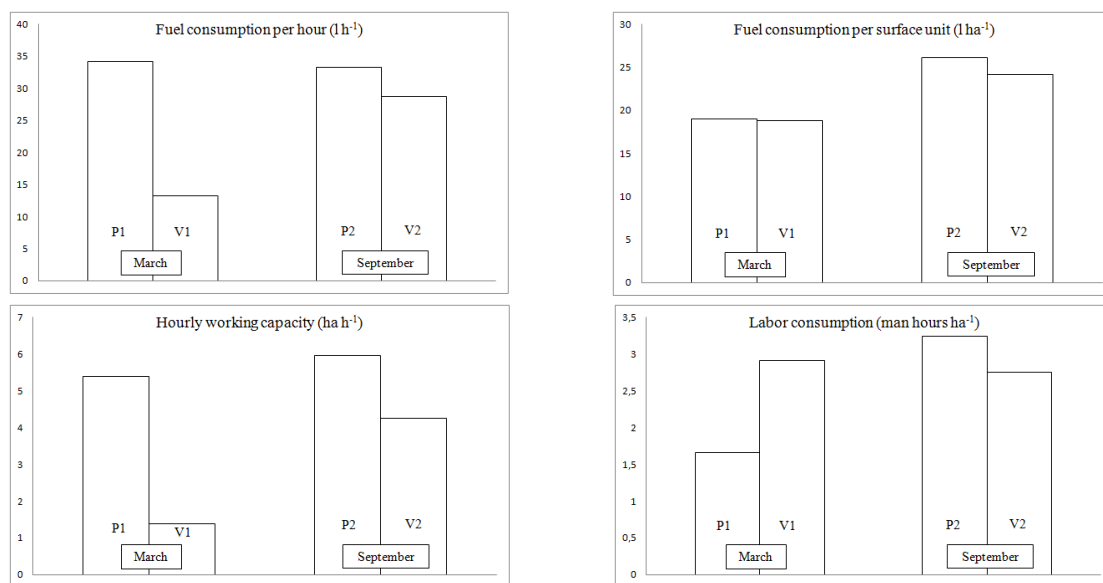 Fuel consumption per hour (l h-1)
40
35
30
25
20
15
10
5
0
P1
V1
March
P2
V2
September
Fuel consumption per surface unit (l ha-1)
30
25
20
15
10
5
0
P1
V1
March
P2
V2
September
Hourly working capacity (ha h-1)
7
6
5
4
3
2
1
0
P1
V1
March
P2
V2
September
Labor consumption (man hours ha-1)
3,5
3
2,5
2
1,5
1
0,5
0
P1
V1
March
P2
V2
September